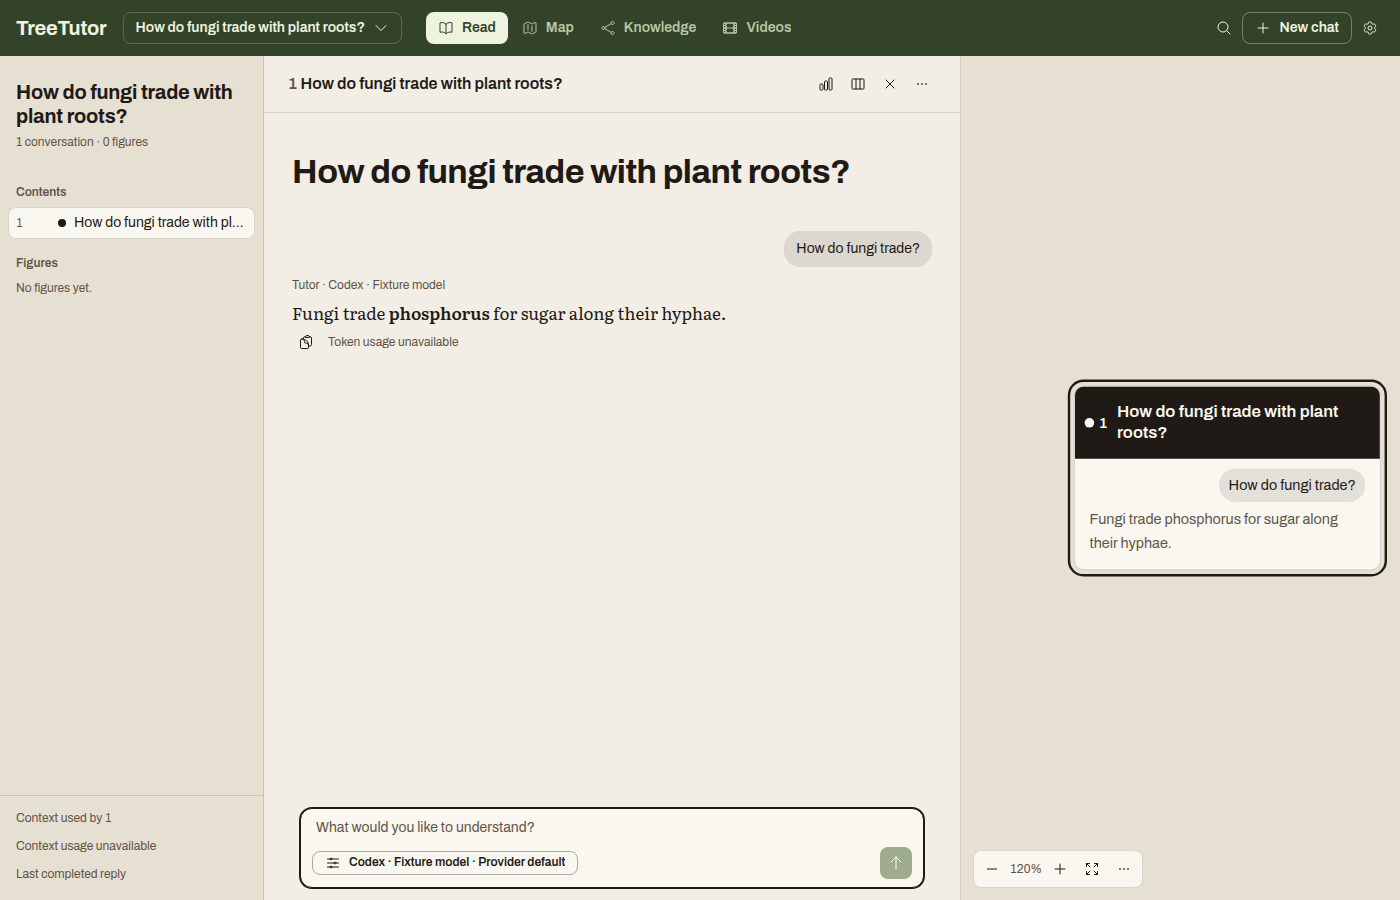 TreeTutor
How do fungi trade with plant roots?
Read
Map
Knowledge
Videos
New chat
How do fungi trade with
plant roots?
1 conversation · 0 figures
Contents
1 How do fungi trade with pl...
Figures
No figures yet.
Context used by 1
Context usage unavailable
Last completed reply
1 How do fungi trade with plant roots?
How do fungi trade with plant roots?
How do fungi trade?
Tutor · Codex · Fixture model
Fungi trade phosphorus for sugar along their hyphae.
Token usage unavailable
What would you like to understand?
Codex · Fixture model · Provider default
1 How do fungi trade with plant
roots?
How do fungi trade?
Fungi trade phosphorus for sugar along
their hyphae.
120%